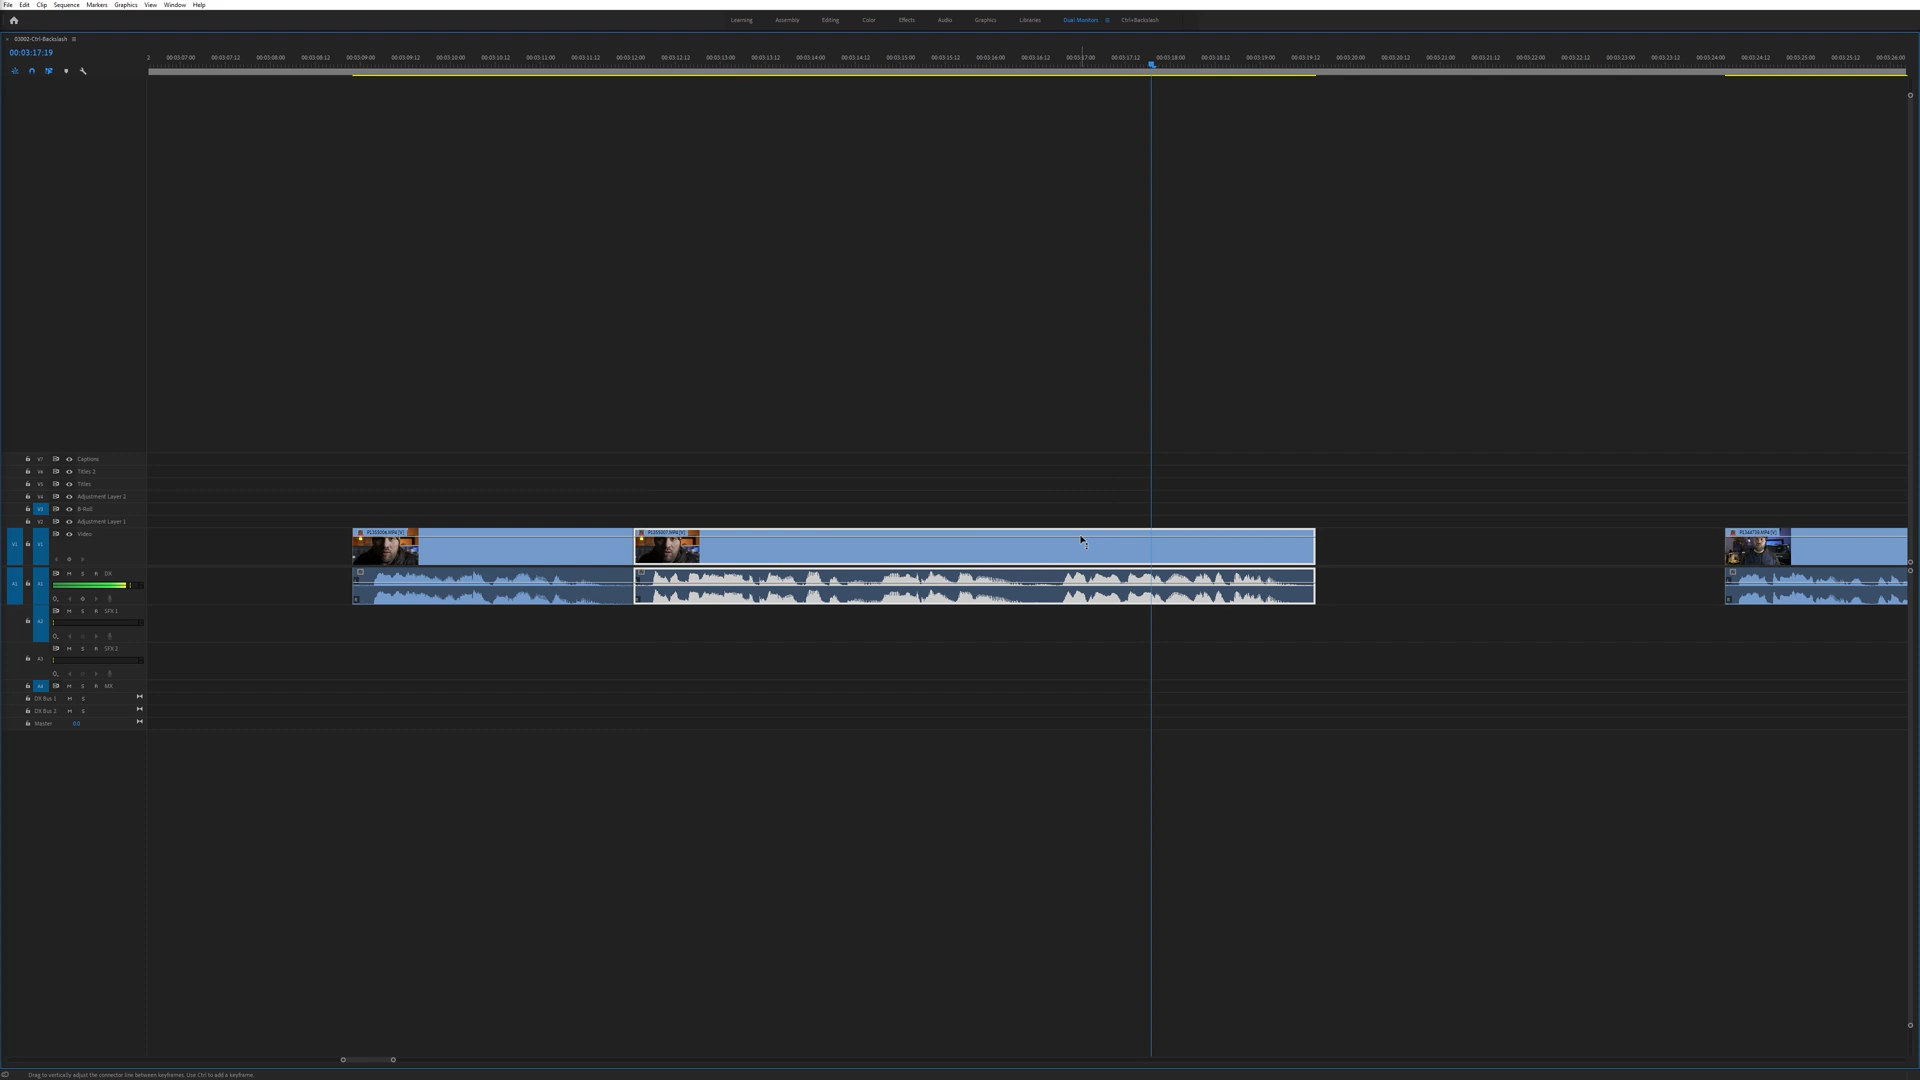 File Edit Clip Sequence Markers Graphics View Window Help
Learning Assembly Editing Color Effects Audio Graphics Libraries Dual Monitors Ctrl+Backslash
03002-Ctrl-Backslash
00:03:17:19
2 00:03:07:00 00:03:07:12 00:03:08:00 00:03:08:12 00:03:09:00 00:03:09:12 00:03:10:00 00:03:10:12 00:03:11:00 00:03:11:12 00:03:12:00 00:03:12:12 00:03:13:00 00:03:13:12 00:03:14:00 00:03:14:12 00:03:15:00 00:03:15:12 00:03:16:00 00:03:16:12 00:03:17:00 00:03:17:12 00:03:18:00 00:03:18:12 00:03:19:00 00:03:19:12 00:03:20:00 00:03:20:12 00:03:21:00 00:03:21:12 00:03:22:00 00:03:22:12 00:03:23:00 00:03:23:12 00:03:24:00 00:03:24:12 00:03:25:00 00:03:25:12 00:03:26:00
V7 Captions
V6 Titles 2
V5 Titles
V4 Adjustment Layer 2
V3 B-Roll
V2 Adjustment Layer 1
V1 V1 Video
A1 A1 M S R DX
A2 M S R SFX 1
A3 M S R SFX 2
A4 M S R MX
DX Bus 1 M S
DX Bus 2 M S
Master 0.0
Drag to vertically adjust the connector line between keyframes. Use Ctrl to add a keyframe.